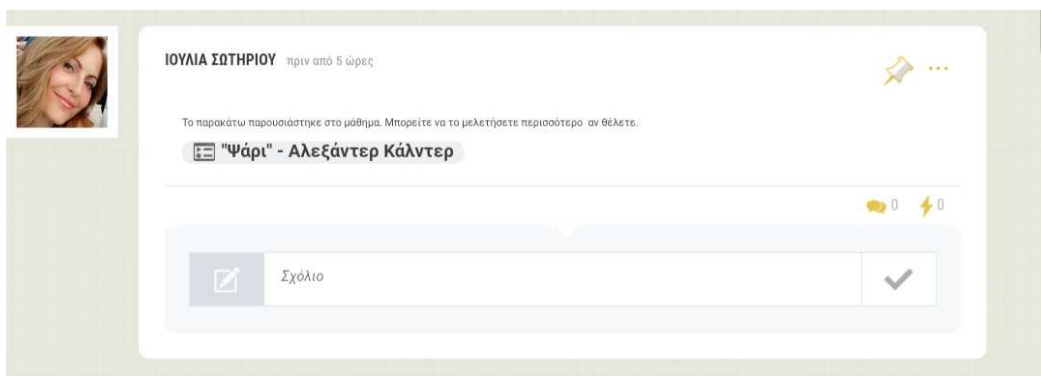 ΙΟΥΛΙΑ ΣΩΤΗΡΙΟΥ πριν από 5 ώρες
Το παρακάτω παρουσιάστηκε στο μάθημα. Μπορείτε να το μελετήσετε περισσότερο αν θέλετε.
"Ψάρι" - Αλεξάντερ Κάλντερ
0 0
Σχόλιο